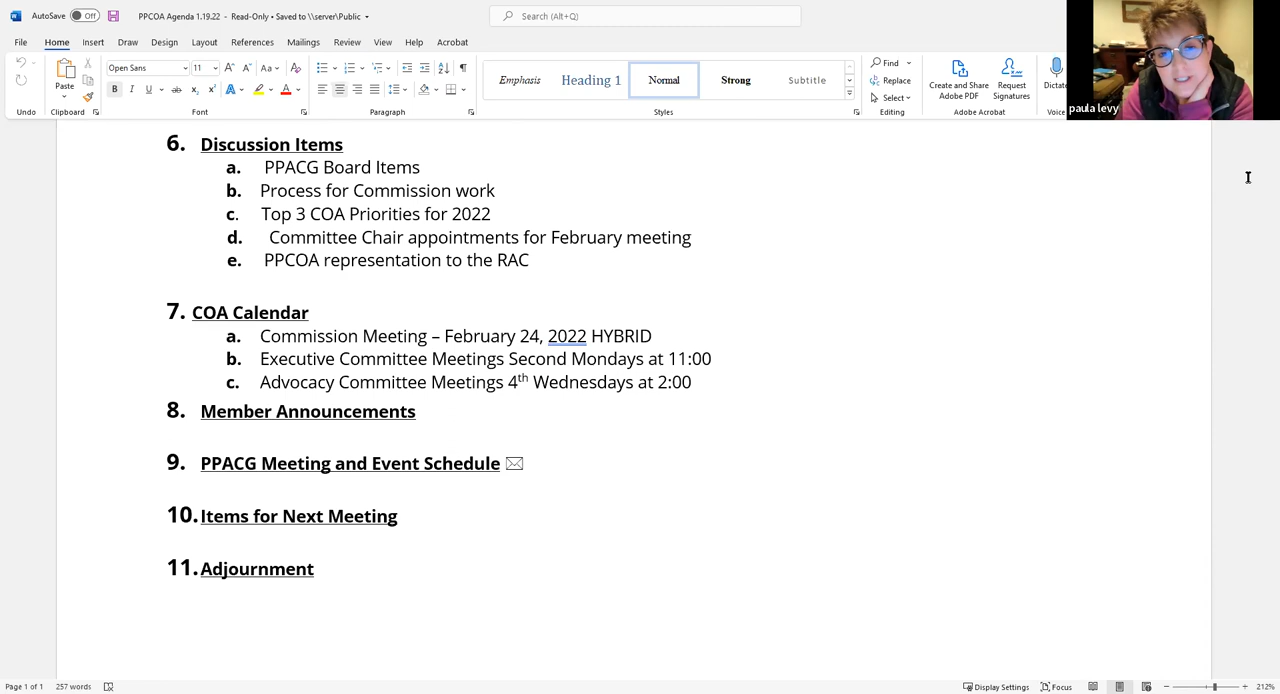 AutoSave Off PPCOA Agenda 1.19.22 - Read-Only • Saved to \\server\Public Search (Alt+Q)
File Home Insert Draw Design Layout References Mailings Review View Help Acrobat
Paste Open Sans 11 Aa Emphasis Heading 1 Normal Strong Subtitle Find Replace Select Create and Share Adobe PDF Request Signatures Dictat
Undo Clipboard Font Paragraph Styles Editing Adobe Acrobat Voice
paula levy
6. Discussion Items
a. PPACG Board Items
b. Process for Commission work
c. Top 3 COA Priorities for 2022
d. Committee Chair appointments for February meeting
e. PPCOA representation to the RAC
7. COA Calendar
a. Commission Meeting – February 24, 2022 HYBRID
b. Executive Committee Meetings Second Mondays at 11:00
c. Advocacy Committee Meetings 4th Wednesdays at 2:00
8. Member Announcements
9. PPACG Meeting and Event Schedule
10. Items for Next Meeting
11. Adjournment
Page 1 of 1 257 words Display Settings Focus 212%